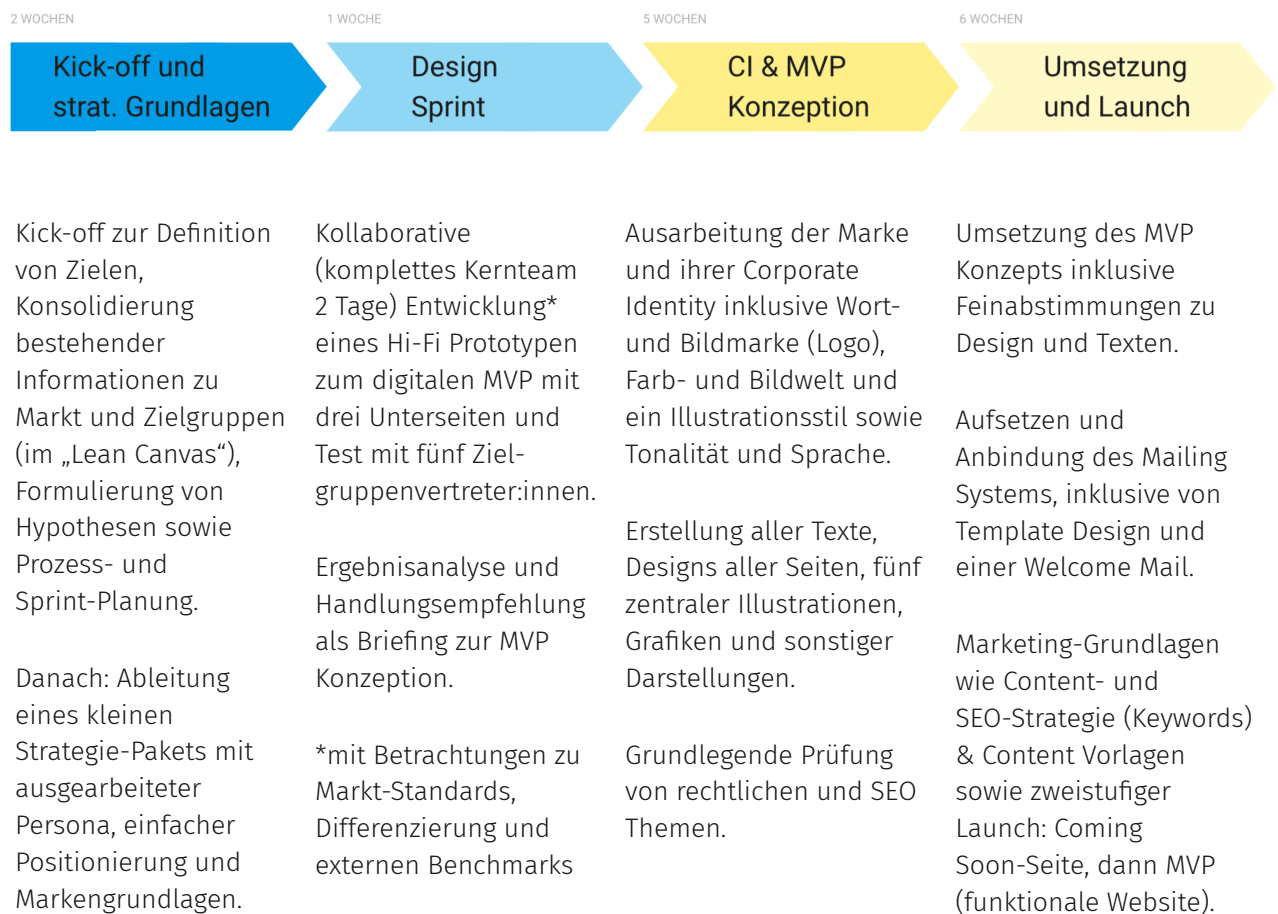 2 WOCHEN
Kick-off und
strat. Grundlagen
1 WOCHE
Design
Sprint
5 WOCHEN
CI & MVP
Konzeption
6 WOCHEN
Umsetzung
und Launch
Kick-off zur Definition
von Zielen,
Konsolidierung
bestehender
Informationen zu
Markt und Zielgruppen
(im „Lean Canvas“),
Formulierung von
Hypothesen sowie
Prozess- und
Sprint-Planung.
Danach: Ableitung
eines kleinen
Strategie-Pakets mit
ausgearbeiteter
Persona, einfacher
Positionierung und
Markengrundlagen.
Kollaborative
(komplettes Kernteam
2 Tage) Entwicklung*
eines Hi-Fi Prototypen
zum digitalen MVP mit
drei Unterseiten und
Test mit fünf Ziel-
gruppenvertreter:innen.
Ergebnisanalyse und
Handlungsempfehlung
als Briefing zur MVP
Konzeption.
*mit Betrachtungen zu
Markt-Standards,
Differenzierung und
externen Benchmarks
Ausarbeitung der Marke
und ihrer Corporate
Identity inklusive Wort-
und Bildmarke (Logo),
Farb- und Bildwelt und
ein Illustrationsstil sowie
Tonalität und Sprache.
Erstellung aller Texte,
Designs aller Seiten, fünf
zentraler Illustrationen,
Grafiken und sonstiger
Darstellungen.
Grundlegende Prüfung
von rechtlichen und SEO
Themen.
Umsetzung des MVP
Konzepts inklusive
Feinabstimmungen zu
Design und Texten.
Aufsetzen und
Anbindung des Mailing
Systems, inklusive von
Template Design und
einer Welcome Mail.
Marketing-Grundlagen
wie Content- und
SEO-Strategie (Keywords)
& Content Vorlagen
sowie zweistufiger
Launch: Coming
Soon-Seite, dann MVP
(funktionale Website).